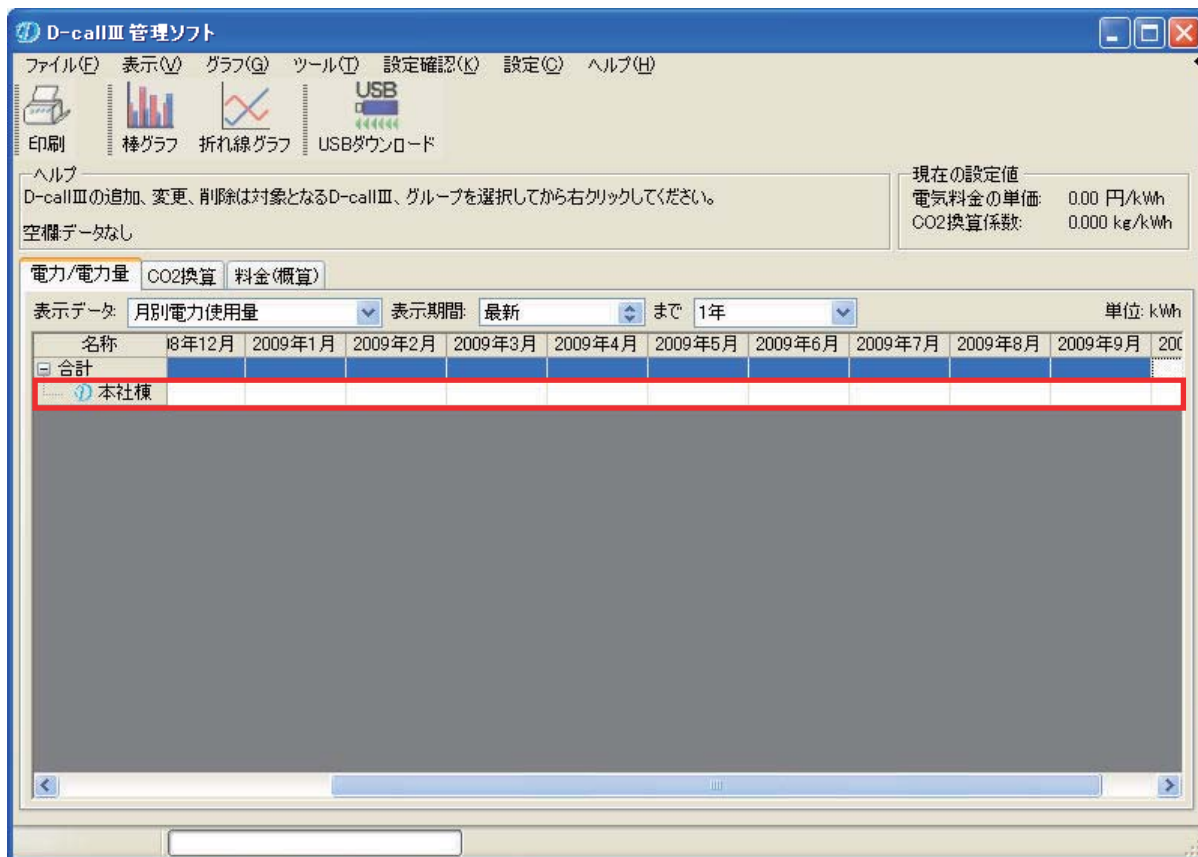 D-callⅢ 管理ソフト
ファイル(F) 表示(V) グラフ(G) ツール(T) 設定確認(K) 設定(C) ヘルプ(H)
USB
印刷 棒グラフ 折れ線グラフ USBダウンロード
ヘルプ
D-callⅢの追加、変更、削除は対象となるD-callⅢ、グループを選択してから右クリックしてください。
空欄:データなし
現在の設定値
電気料金の単価: 0.00 円/kWh
CO2換算係数: 0.000 kg/kWh
電力/電力量 CO2換算 料金(概算)
表示データ: 月別電力使用量 表示期間: 最新 まで 1年 単位: kWh
名称 8年12月 2009年1月 2009年2月 2009年3月 2009年4月 2009年5月 2009年6月 2009年7月 2009年8月 2009年9月 200
合計
本社棟